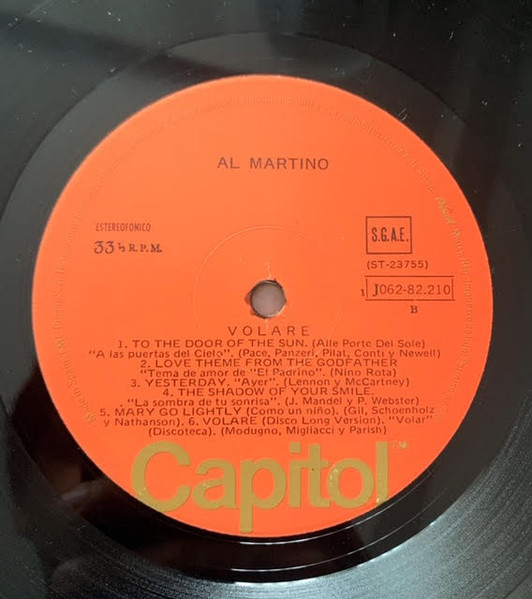 AL MARTINO
ESTEREOFONICO
33⅓ R.P.M.
S.G.A.E.
(ST-23755)
1 J062-82.210
B
VOLARE
1. TO THE DOOR OF THE SUN. (Aile Porte Del Sole)
"A las puertas del Cielo". (Pace, Panzeri, Pilat, Conti y Newell)
2. LOVE THEME FROM THE GODFATHER
"Tema de amor de "El Padrino". (Nino Rota)
3. YESTERDAY. "Ayer". (Lennon y McCartney)
4. THE SHADOW OF YOUR SMILE.
"La sombra de tu sonrisa". (J. Mandel y P. Webster)
5. MARY GO LIGHTLY (Como un niño). (Gil, Schoenholz
y Nathanson). 6. VOLARE (Disco Long Version). "Volar"
(Discoteca). (Modugno, Migliacci y Parish)
Capitol™